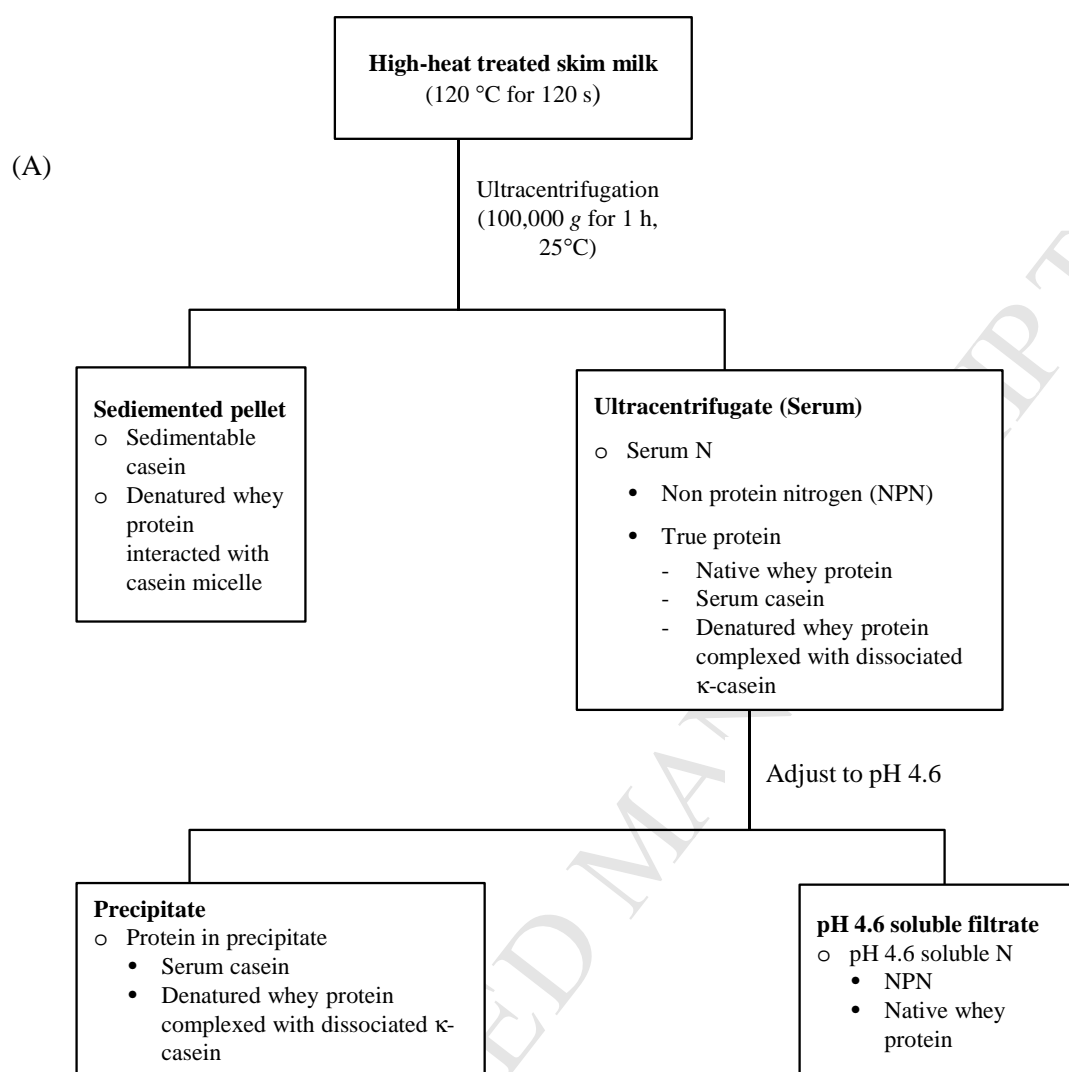 High-heat treated skim milk
(120 °C for 120 s)
(A)
Ultracentrifugation
(100,000 g for 1 h,
25°C)
Sediemented pellet
o Sedimentable
casein
o Denatured whey
protein
interacted with
casein micelle
Ultracentrifugate (Serum)
o Serum N
• Non protein nitrogen (NPN)
• True protein
- Native whey protein
- Serum casein
- Denatured whey protein
complexed with dissociated
κ-casein
Adjust to pH 4.6
Precipitate
o Protein in precipitate
• Serum casein
• Denatured whey protein
complexed with dissociated κ-
casein
pH 4.6 soluble filtrate
o pH 4.6 soluble N
• NPN
• Native whey
protein